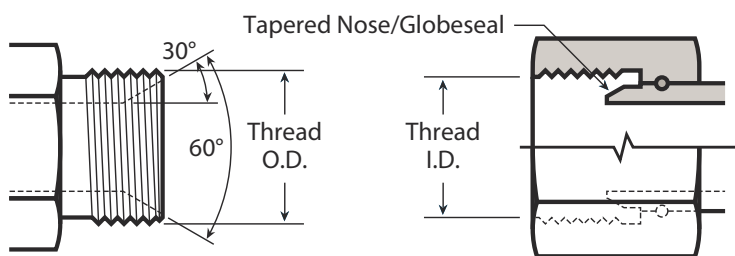 Tapered Nose/Globeseal
30°
60°
Thread
O.D.
Thread
I.D.